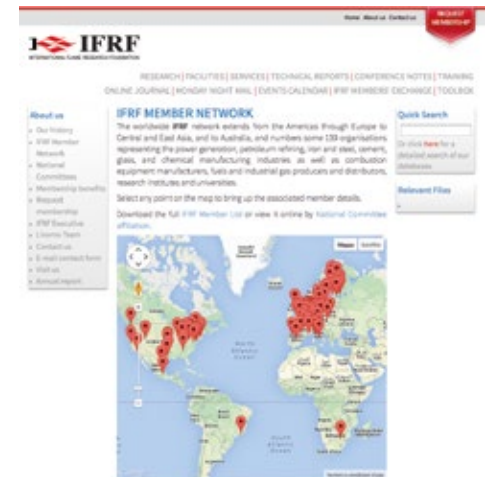 Home About us Contact us
REQUEST
MEMBERSHIP
IFRF
INTERNATIONAL FLAME RESEARCH FOUNDATION
RESEARCH | FACILITIES | SERVICES | TECHNICAL REPORTS | CONFERENCE NOTES | TRAINING
ONLINE JOURNAL | MONDAY NIGHT MAIL | EVENTS CALENDAR | IFRF MEMBERS' EXCHANGE | TOOLBOX
About us
Our history
IFRF Member
Network
National
Committees
Membership benefits
Request
membership
IFRF Executive
Livorno Team
Contact us
E-mail contact form
Visit us
Annual report
IFRF MEMBER NETWORK
The worldwide IFRF network extends from the Americas through Europe to
Central and East Asia, and to Australia, and numbers some organisations
representing the power generation, petroleum refining, iron and steel, cement,
glass, and chemical manufacturing industries as well as combustion
equipment manufacturers, fuels and industrial gas producers and distributors,
research institutes and universities.
Select any point on the map to bring up the associated member details.
Download the full IFRF Member List or view it online by National Committee
affiliation.
Quick Search
Or click here for a
detailed search of our
databases
Relevant Files
Maps Satellite
North
Atlantic
Ocean
South
Atlantic
Ocean